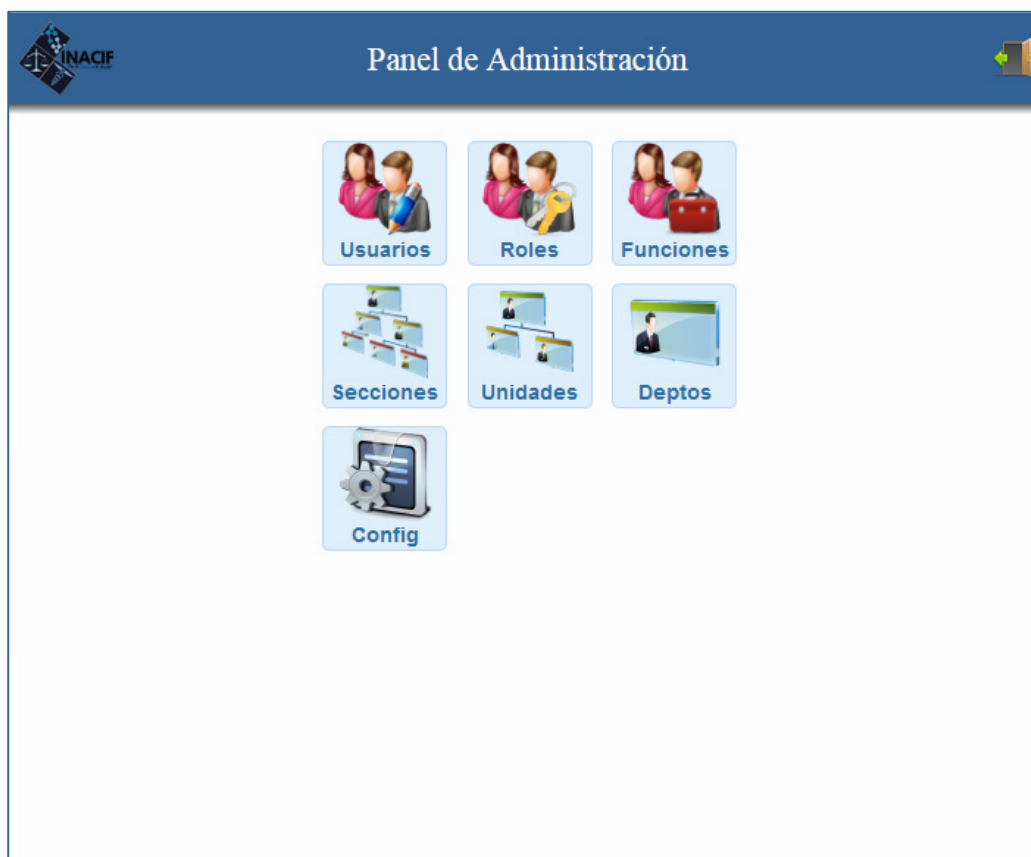 INACIF
Panel de Administración
Usuarios
Roles
Funciones
Secciones
Unidades
Deptos
Config